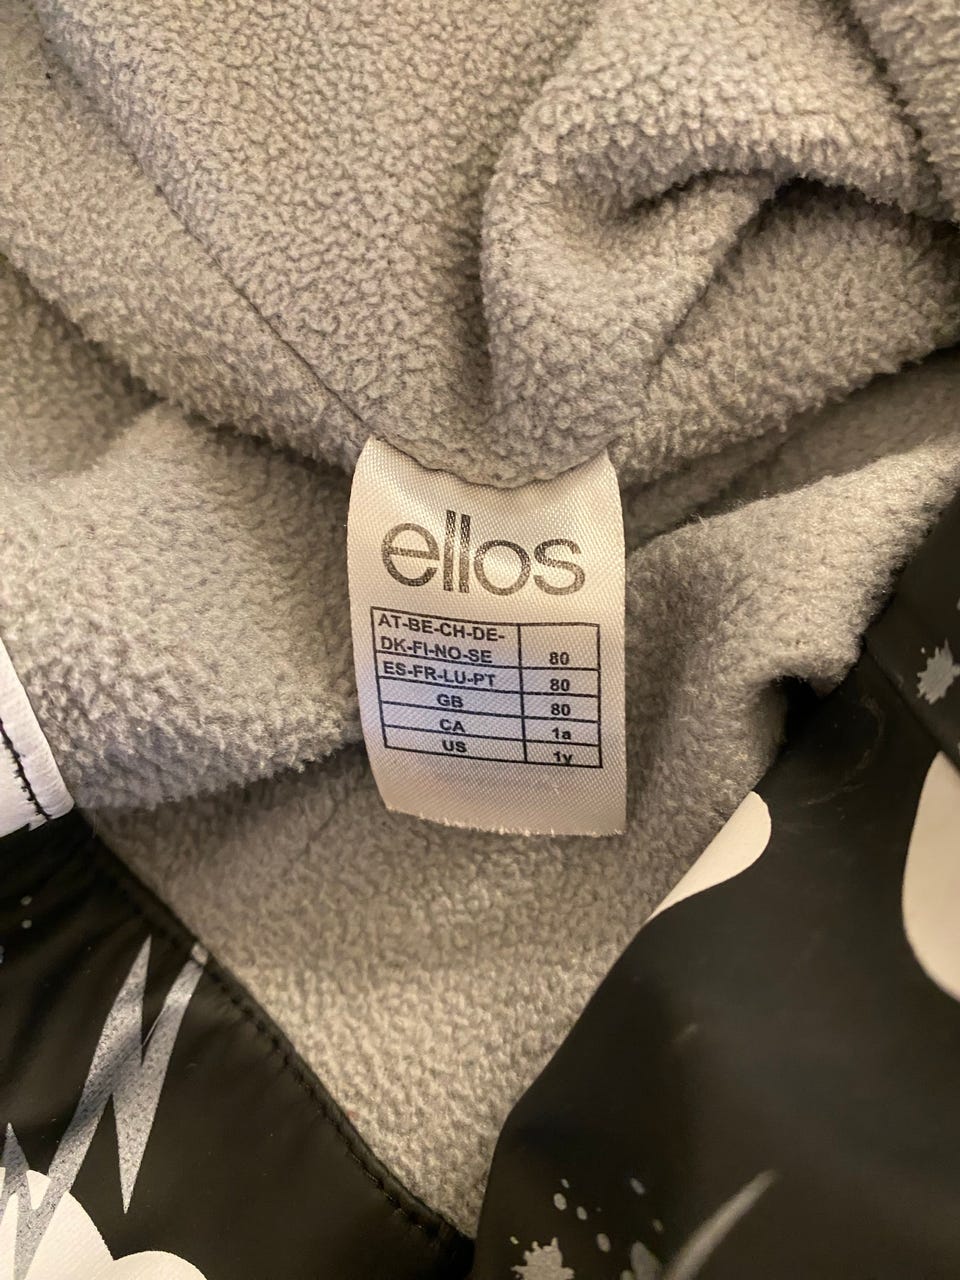 ellos
AT-BE-CH-DE-
DK-FI-NO-SE 80
ES-FR-LU-PT 80
GB 80
CA 1a
US 1y